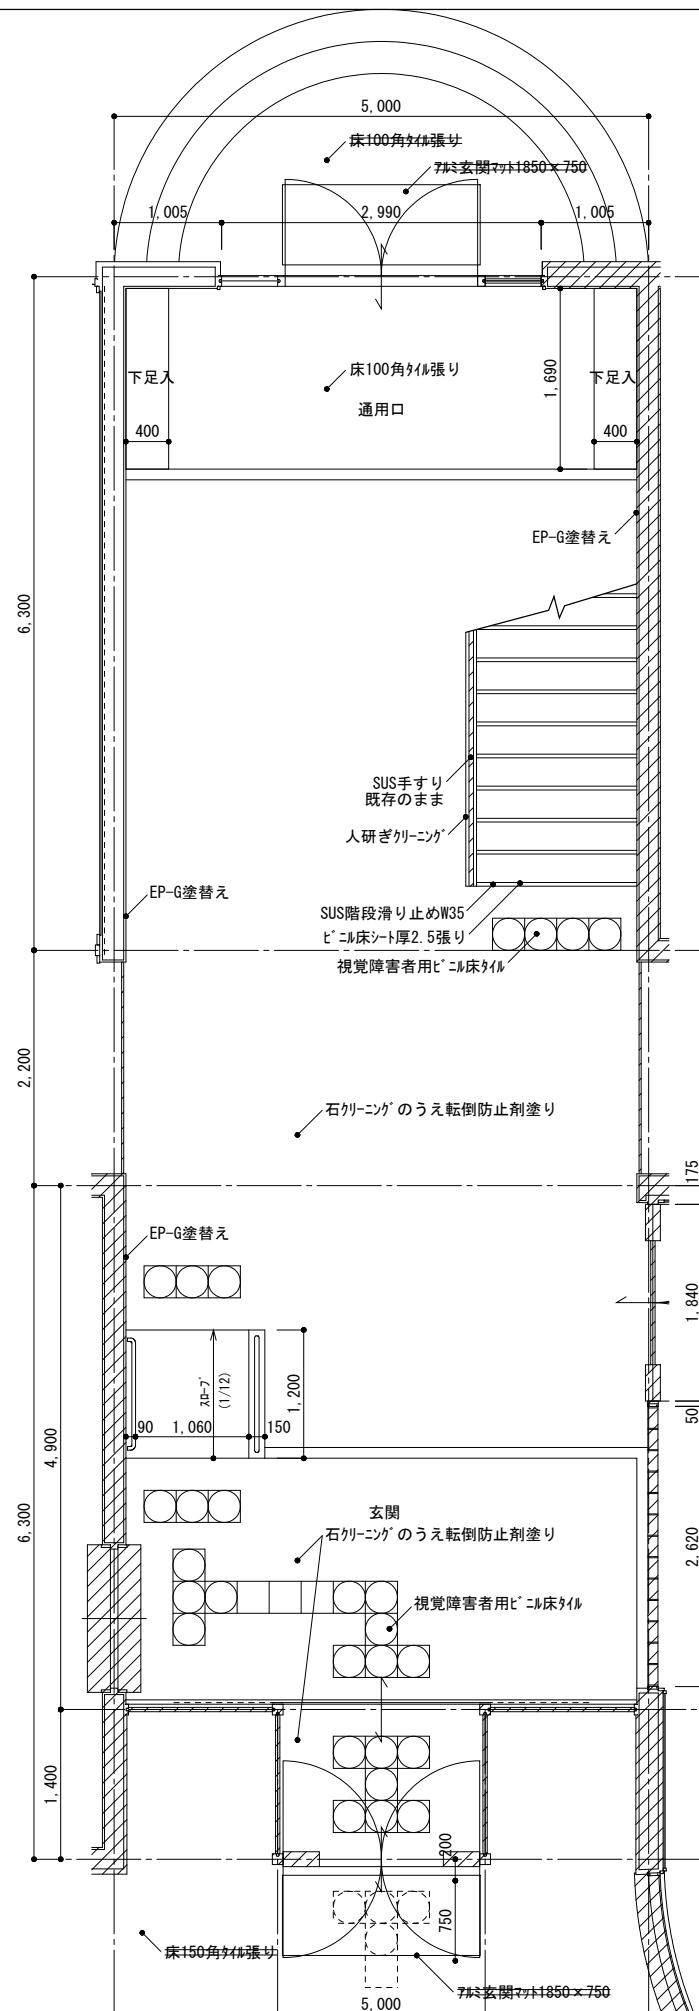 5,000
床100角ﾀｲﾙ張り
ｱﾙﾐ玄関ﾏｯﾄ1850×750
1,005
2,990
1,005
下足入
床100角ﾀｲﾙ張り
1,690
下足入
通用口
400
400
EP-G塗替え
6,300
SUS手すり
既存のまま
人研ぎｸﾘｰﾆﾝｸﾞ
EP-G塗替え
SUS階段滑り止めW35
ﾋﾞﾆﾙ床ｼｰﾄ厚2.5張り
視覚障害者用ﾋﾞﾆﾙ床ﾀｲﾙ
2,200
石ｸﾘｰﾆﾝｸﾞのうえ転倒防止剤塗り
175
EP-G塗替え
1,840
ｽﾛｰﾌﾟ
(1/12)
1,200
50
90
1,060
150
4,900
6,300
玄関
石ｸﾘｰﾆﾝｸﾞのうえ転倒防止剤塗り
2,620
視覚障害者用ﾋﾞﾆﾙ床ﾀｲﾙ
1,400
200
750
床150角ﾀｲﾙ張り
ｱﾙﾐ玄関ﾏｯﾄ1850×750
5,000